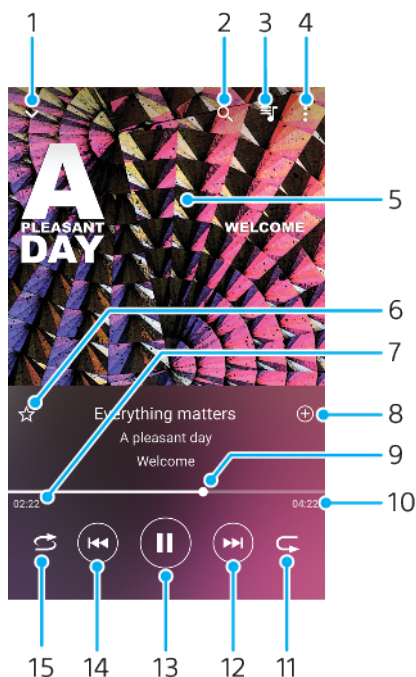 1 2 3 4
A
PLEASANT
DAY
WELCOME
5
6
7
Everything matters
8
A pleasant day
Welcome
9
02:22
04:22
10
15 14 13 12 11